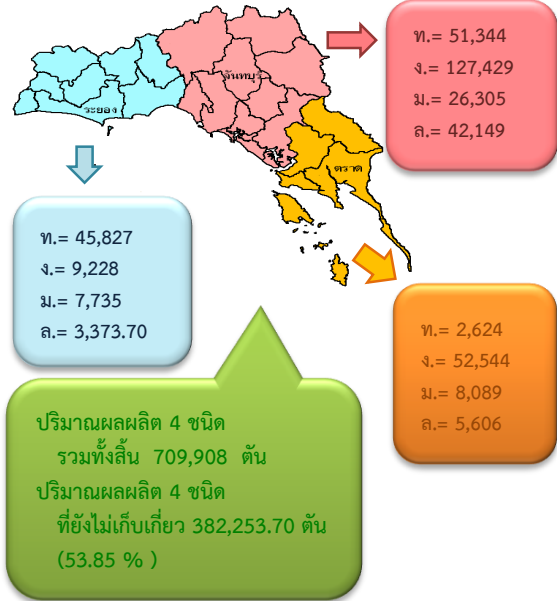 จันทบุรี
ระยอง
ตราด
ท.= 51,344
ง.= 127,429
ม.= 26,305
ล.= 42,149
ท.= 45,827
ง.= 9,228
ม.= 7,735
ล.= 3,373.70
ท.= 2,624
ง.= 52,544
ม.= 8,089
ล.= 5,606
ปริมาณผลผลิต 4 ชนิด
รวมทั้งสิ้น 709,908 ตัน
ปริมาณผลผลิต 4 ชนิด
ที่ยังไม่เก็บเกี่ยว 382,253.70 ตัน
(53.85 % )